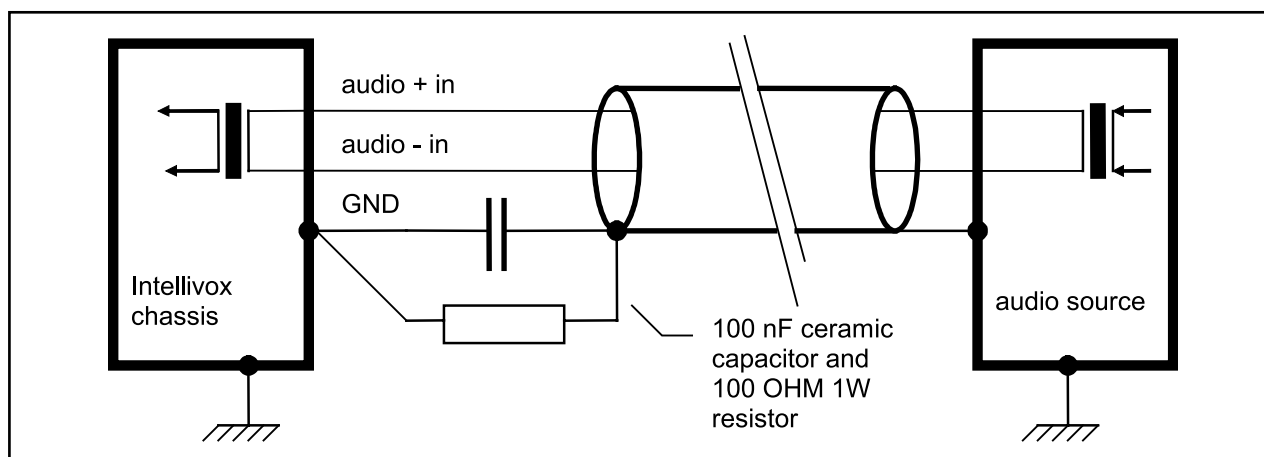 audio + in
audio - in
GND
Intellivox
chassis
audio source
100 nF ceramic
capacitor and
100 OHM 1W
resistor